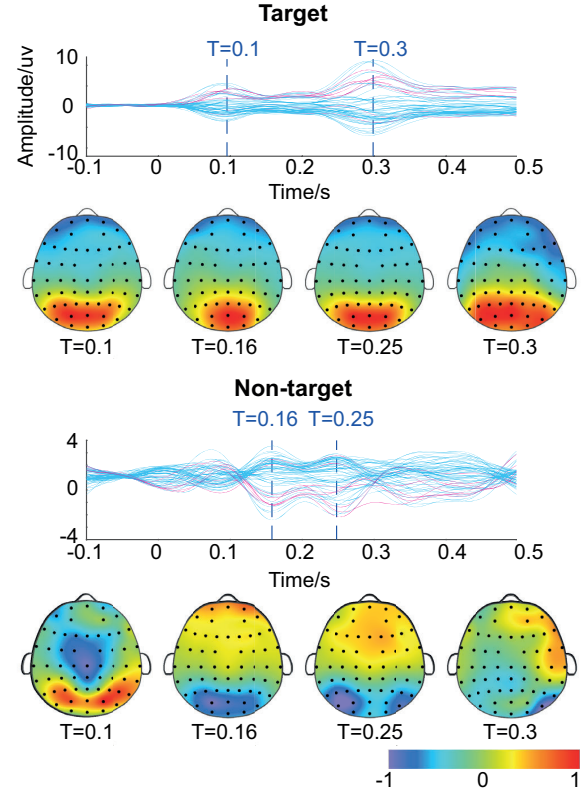 Target
T=0.1 T=0.3
Amplitude/uv
10
0
-10
-0.1 0 0.1 0.2 0.3 0.4 0.5
Time/s
T=0.1 T=0.16 T=0.25 T=0.3
Non-target
T=0.16 T=0.25
4
0
-4
-0.1 0 0.1 0.2 0.3 0.4 0.5
Time/s
T=0.1 T=0.16 T=0.25 T=0.3
-1 0 1